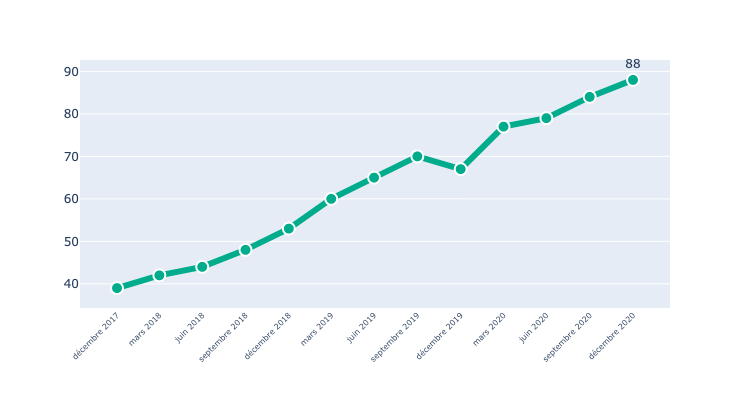 88
90
80
70
60
50
40
décembre 2017
mars 2018
juin 2018
septembre 2018
décembre 2018
mars 2019
juin 2019
septembre 2019
décembre 2019
mars 2020
juin 2020
septembre 2020
décembre 2020